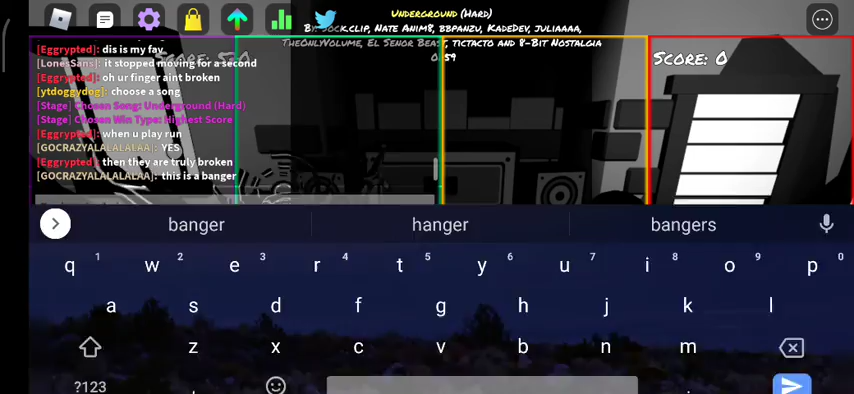 Underground (Hard)
By: Jock.clip, Nate Anim8, bbpanzu, KadeDev, juliaaaa,
TheOnlyVolume, El Senor Beast, tictacto and 8-Bit Nostalgia
0:59
Score: 0
[Eggrypted]: dis is my fav
[LonesSans]: it stopped moving for a second
[Eggrypted]: oh ur finger aint broken
[ytdoggydog]: choose a song
[Stage] Chosen Song: Underground (Hard)
[Stage] Chosen Win Type: Highest Score
[Eggrypted]: when u play run
[GOCRAZYALALALALAA]: YES
[Eggrypted]: then they are truly broken
[GOCRAZYALALALALAA]: this is a banger
banger hanger bangers
q 1 w 2 e 3 r 4 t 5 y 6 u 7 i 8 o 9 p 0
a s d f g h j k l
z x c v b n m
?123